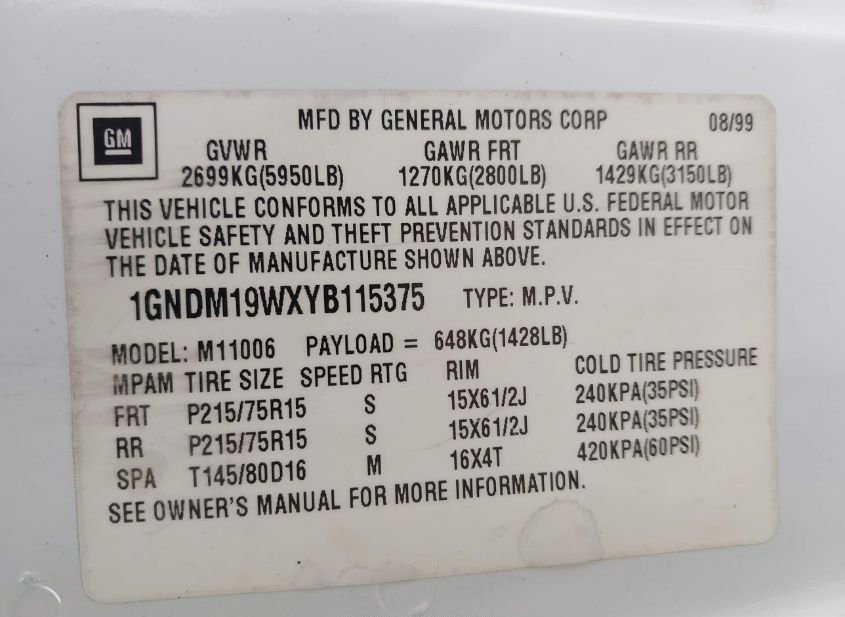 GM
MFD BY GENERAL MOTORS CORP 08/99
GVWR GAWR FRT GAWR RR
2699KG(5950LB) 1270KG(2800LB) 1429KG(3150LB)
THIS VEHICLE CONFORMS TO ALL APPLICABLE U.S. FEDERAL MOTOR
VEHICLE SAFETY AND THEFT PREVENTION STANDARDS IN EFFECT ON
THE DATE OF MANUFACTURE SHOWN ABOVE.
1GNDM19WXYB115375 TYPE: M.P.V.
MODEL: M11006 PAYLOAD = 648KG(1428LB)
MPAM TIRE SIZE SPEED RTG RIM COLD TIRE PRESSURE
FRT P215/75R15 S 15X61/2J 240KPA(35PSI)
RR P215/75R15 S 15X61/2J 240KPA(35PSI)
SPA T145/80D16 M 16X4T 420KPA(60PSI)
SEE OWNER'S MANUAL FOR MORE INFORMATION.